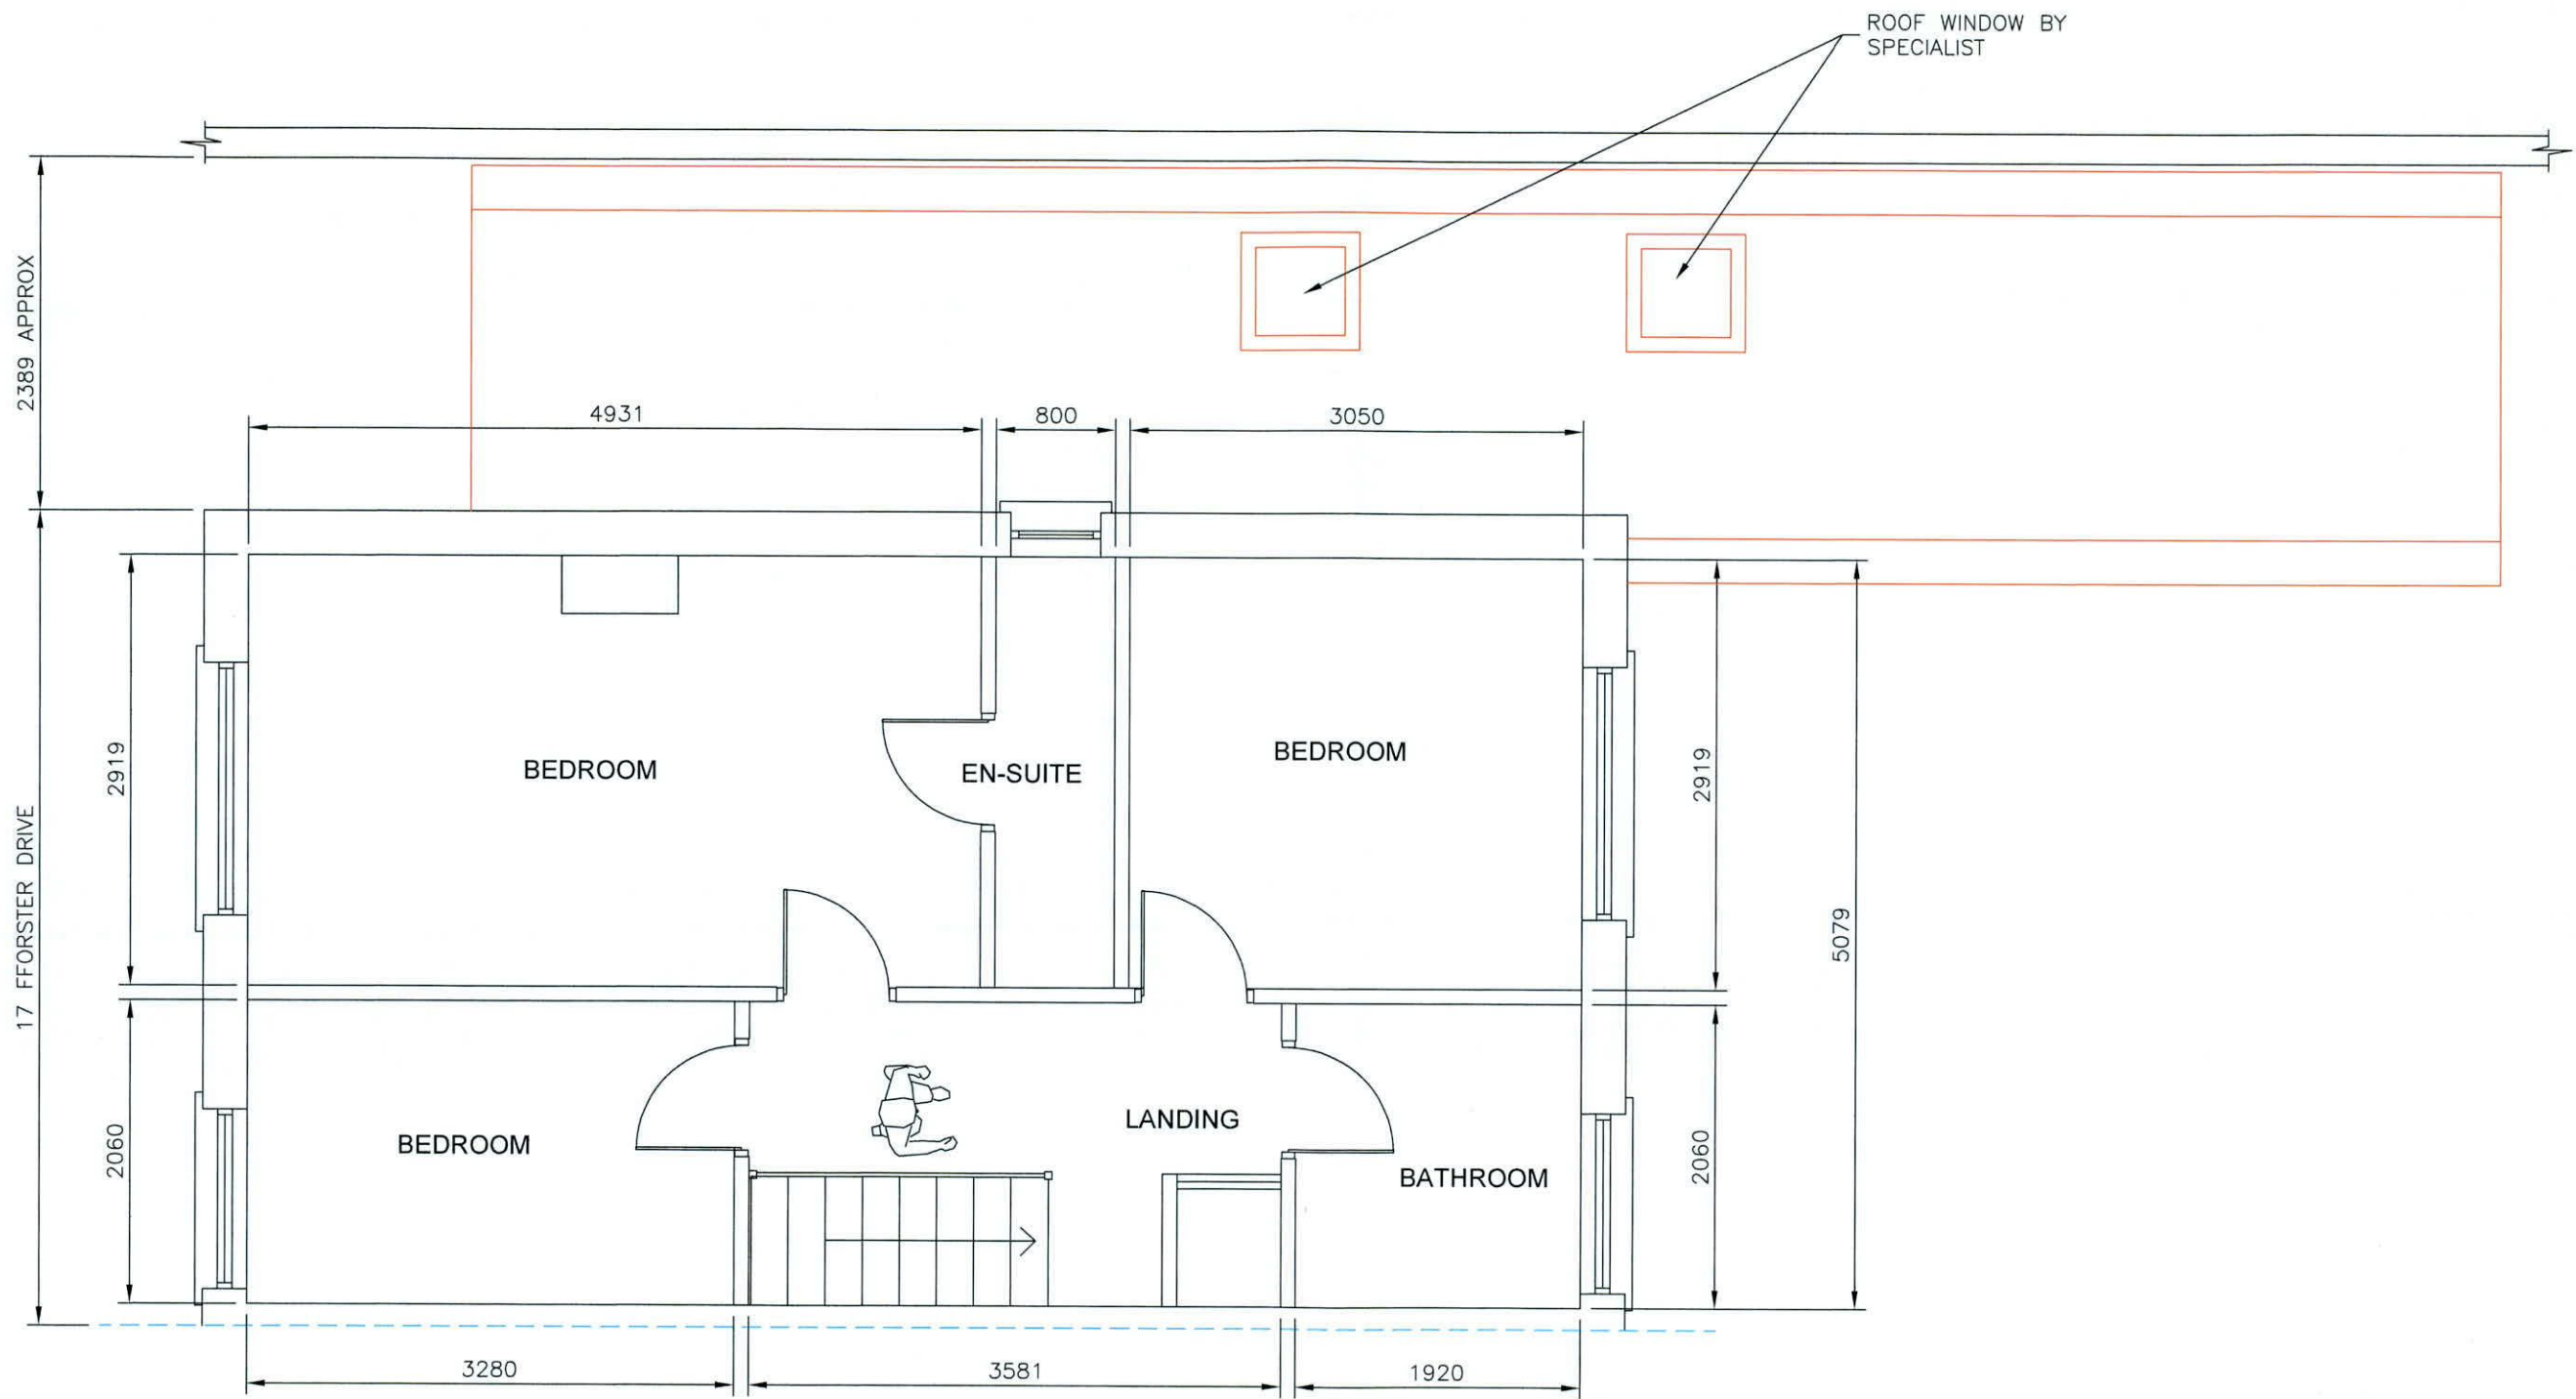 ROOF WINDOW BY
SPECIALIST
2389 APPROX
4931
800
3050
BEDROOM
EN-SUITE
BEDROOM
2919
2919
5079
17 FFORSTER DRIVE
BEDROOM
LANDING
BATHROOM
2060
2060
3280
3581
1920